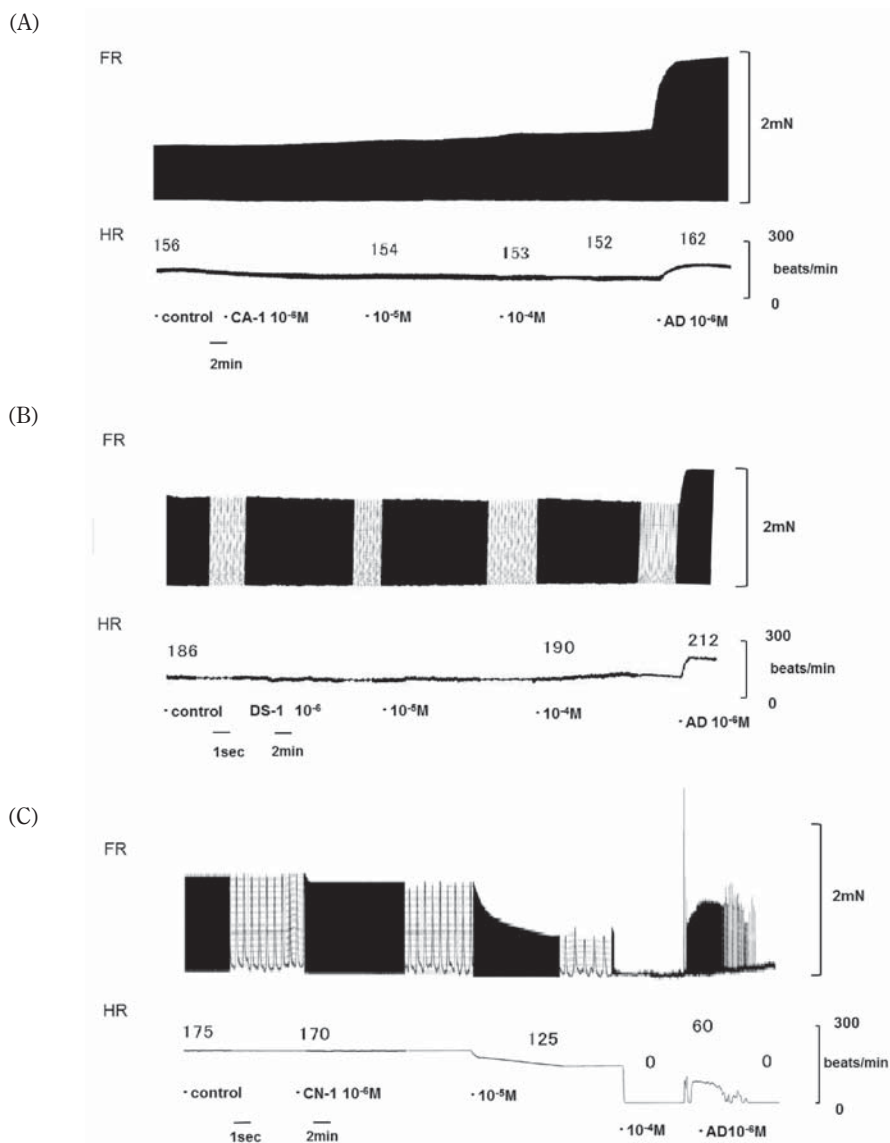 (A)
FR
2mN
HR
156 154 153 152 162
300
beats/min
0
· control · CA-1 10⁻⁶M · 10⁻⁵M · 10⁻⁴M · AD 10⁻⁶M
2min
(B)
FR
2mN
HR
186 190 212
300
beats/min
0
· control DS-1 10⁻⁶ · 10⁻⁵M · 10⁻⁴M · AD 10⁻⁶M
1sec 2min
(C)
FR
2mN
HR
175 170 125 0 60 0
300
beats/min
0
· control · CN-1 10⁻⁶M · 10⁻⁵M
· 10⁻⁴M · AD10⁻⁶M
1sec 2min